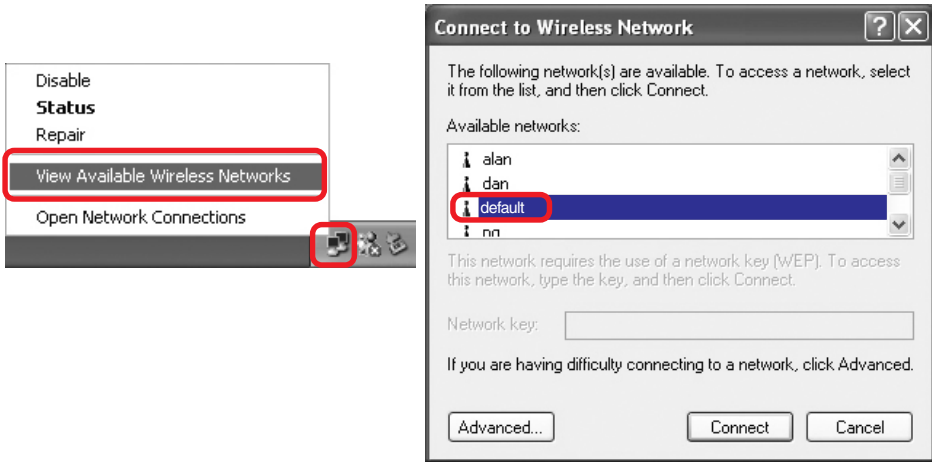 Disable
Status
Repair
View Available Wireless Networks
Open Network Connections
Connect to Wireless Network
The following network(s) are available. To access a network, select
it from the list, and then click Connect.
Available networks:
alan
dan
default
This network requires the use of a network key (WEP). To access
this network, type the key, and then click Connect.
Network key:
If you are having difficulty connecting to a network, click Advanced.
Advanced...
Connect
Cancel